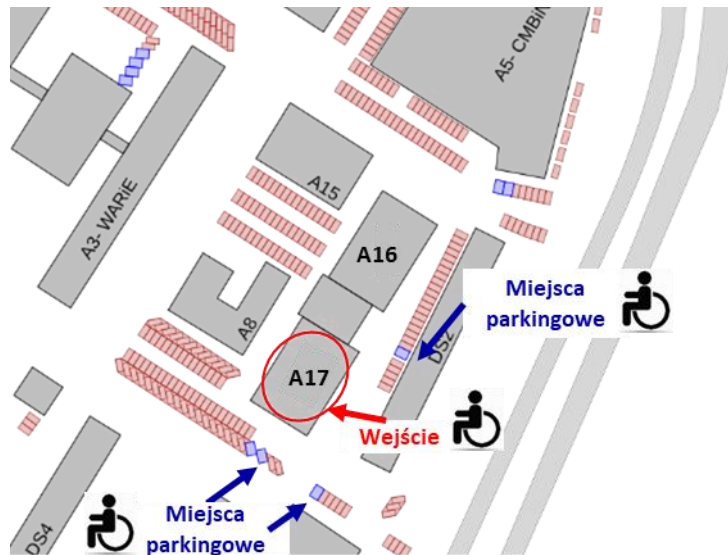 A5- CMBiN
A15
A3- WARiE
A16
Miejsca
parkingowe
A8
DS2
A17
Wejście
Miejsca
parkingowe
DS4